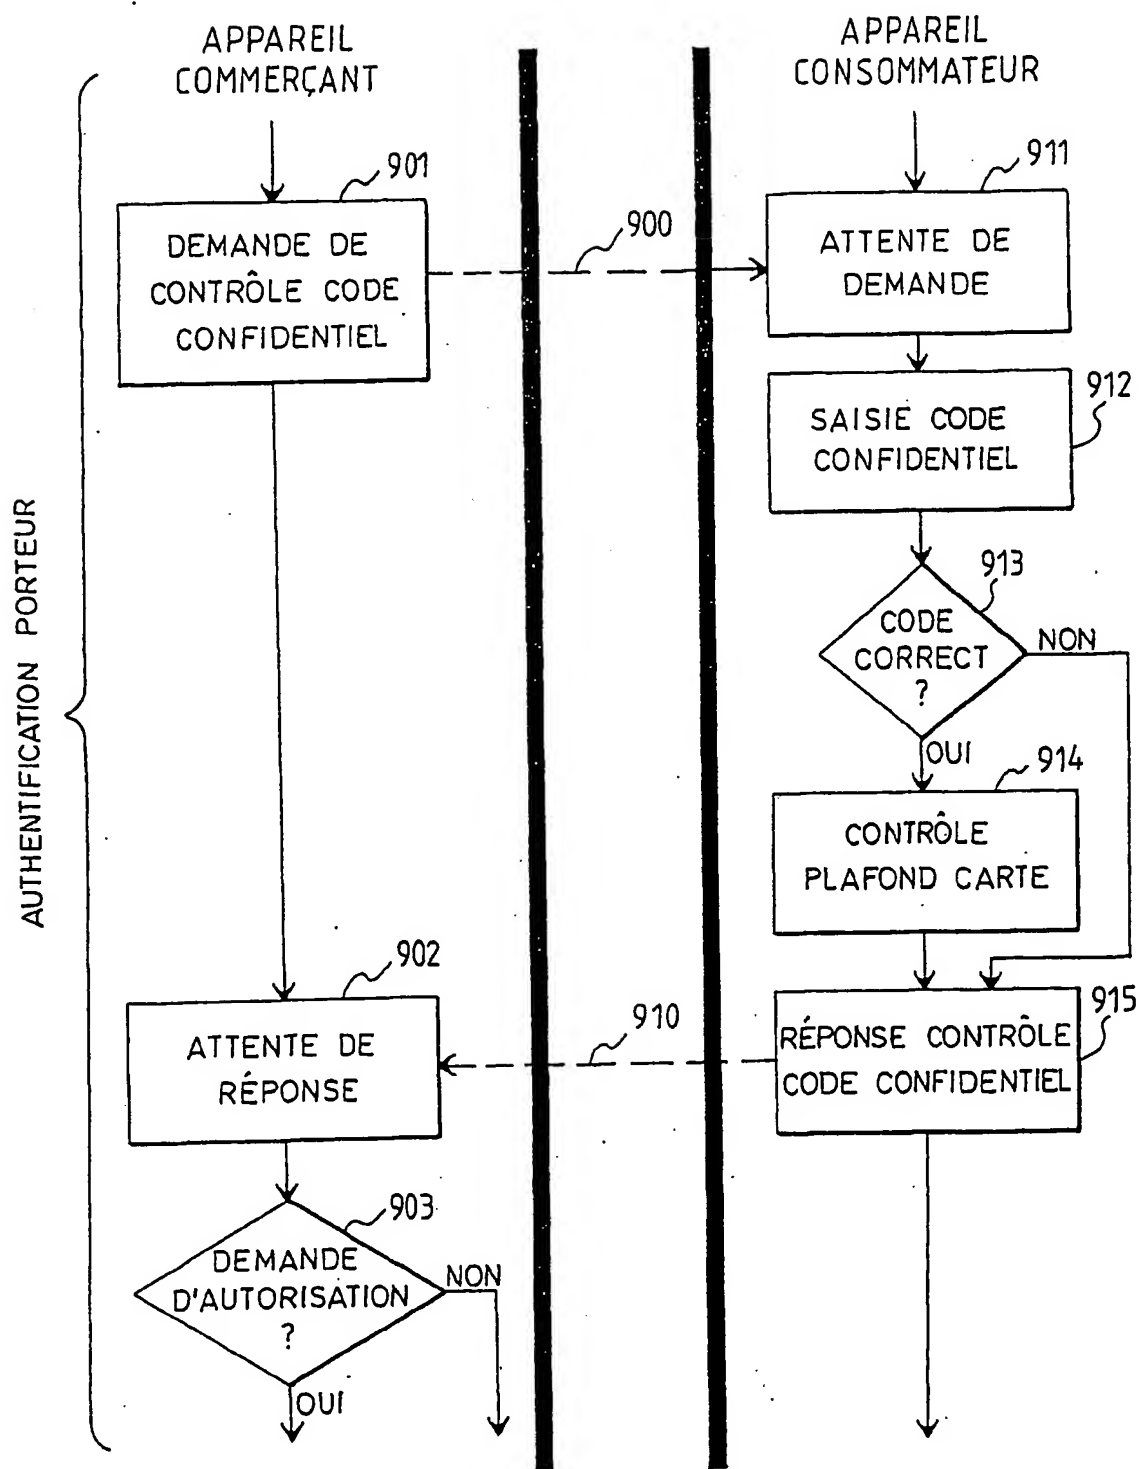 APPAREIL
COMMERÇANT
APPAREIL
CONSOMMATEUR
AUTHENTIFICATION PORTEUR
901
DEMANDE DE
CONTRÔLE CODE
CONFIDENTIEL
900
911
ATTENTE DE
DEMANDE
912
SAISIE CODE
CONFIDENTIEL
913
CODE
CORRECT
?
NON
OUI
914
CONTRÔLE
PLAFOND CARTE
902
ATTENTE DE
RÉPONSE
910
915
RÉPONSE CONTRÔLE
CODE CONFIDENTIEL
903
DEMANDE
D'AUTORISATION
?
NON
OUI